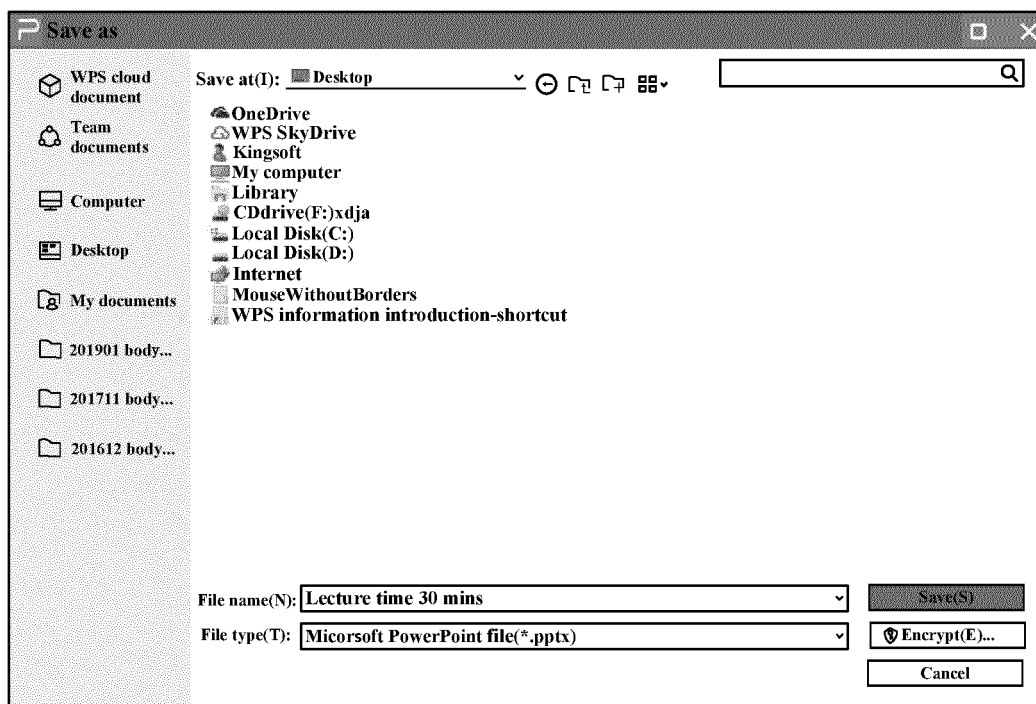 Save as
WPS cloud
document
Team
documents
Computer
Desktop
My documents
201901 body...
201711 body...
201612 body...
Save at(I): Desktop
OneDrive
WPS SkyDrive
Kingsoft
My computer
Library
CDdrive(F:)xdja
Local Disk(C:)
Local Disk(D:)
Internet
MouseWithoutBorders
WPS information introduction-shortcut
File name(N): Lecture time 30 mins
Save(S)
File type(T): Micorsoft PowerPoint file(*.pptx)
Encrypt(E)...
Cancel